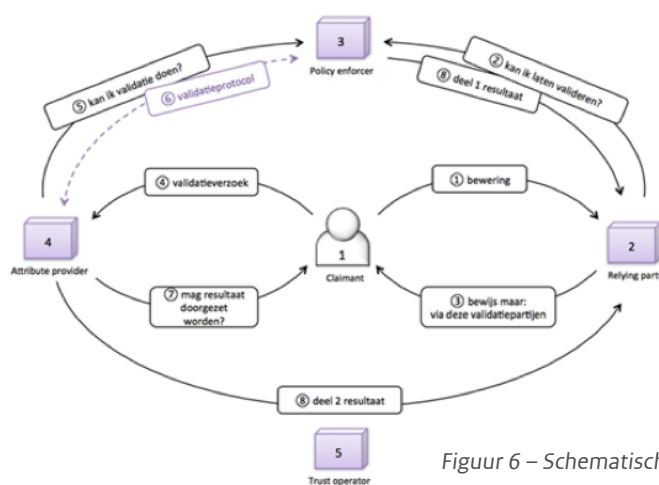 3
Policy enforcer
② kan ik laten valideren?
⑧ deel 1 resultaat
⑤ kan ik validatie doen?
⑥ validatieprotocol
④ validatieverzoek
① bewering
4
Attribute provider
1
Claimant
2
Relying part
⑦ mag resultaat
doorgezet
worden?
③ bewijs maar:
via deze validatiepartijen
⑧ deel 2 resultaat
5
Trust operator
Figuur 6 – Schematisch